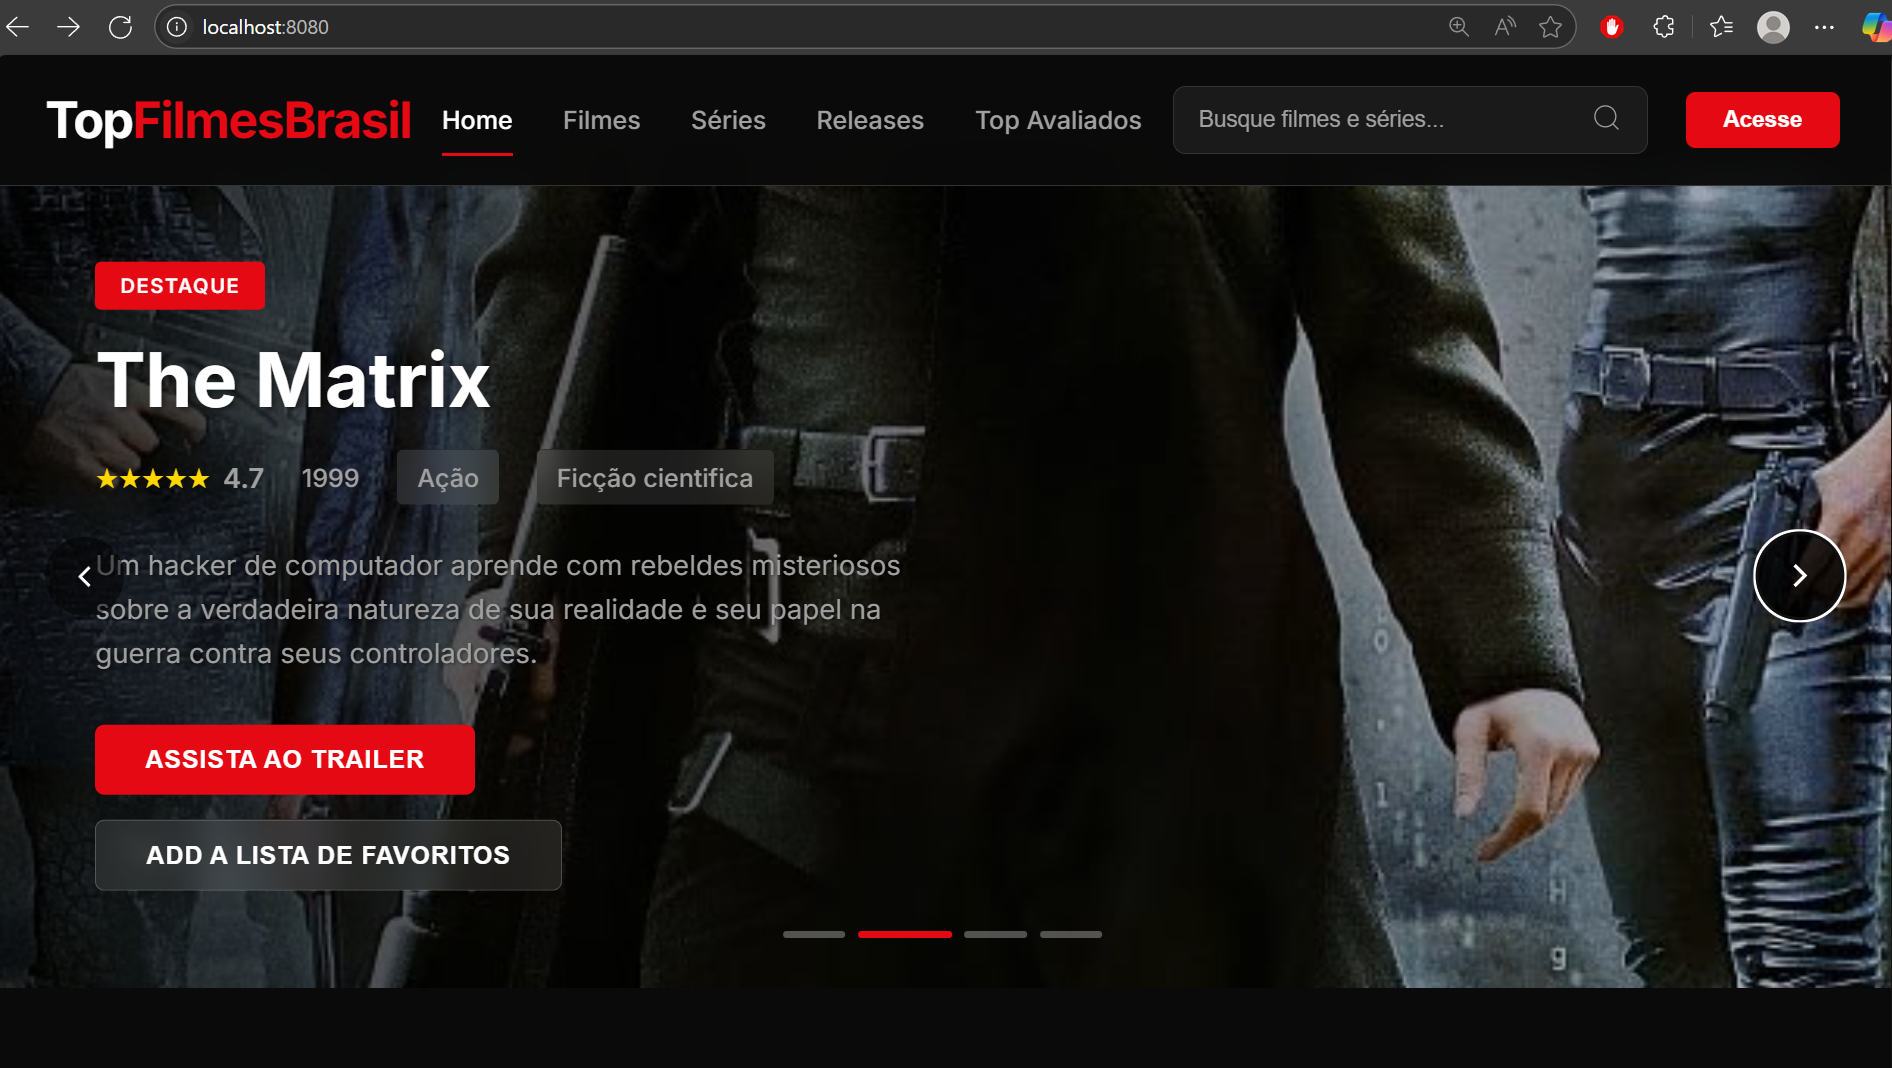 localhost:8080
TopFilmesBrasil
Home
Filmes
Séries
Releases
Top Avaliados
Busque filmes e séries...
Acesse
DESTAQUE
The Matrix
★★★★★ 4.7
1999
Ação
Ficção cientifica
Um hacker de computador aprende com rebeldes misteriosos
sobre a verdadeira natureza de sua realidade e seu papel na
guerra contra seus controladores.
ASSISTA AO TRAILER
ADD A LISTA DE FAVORITOS